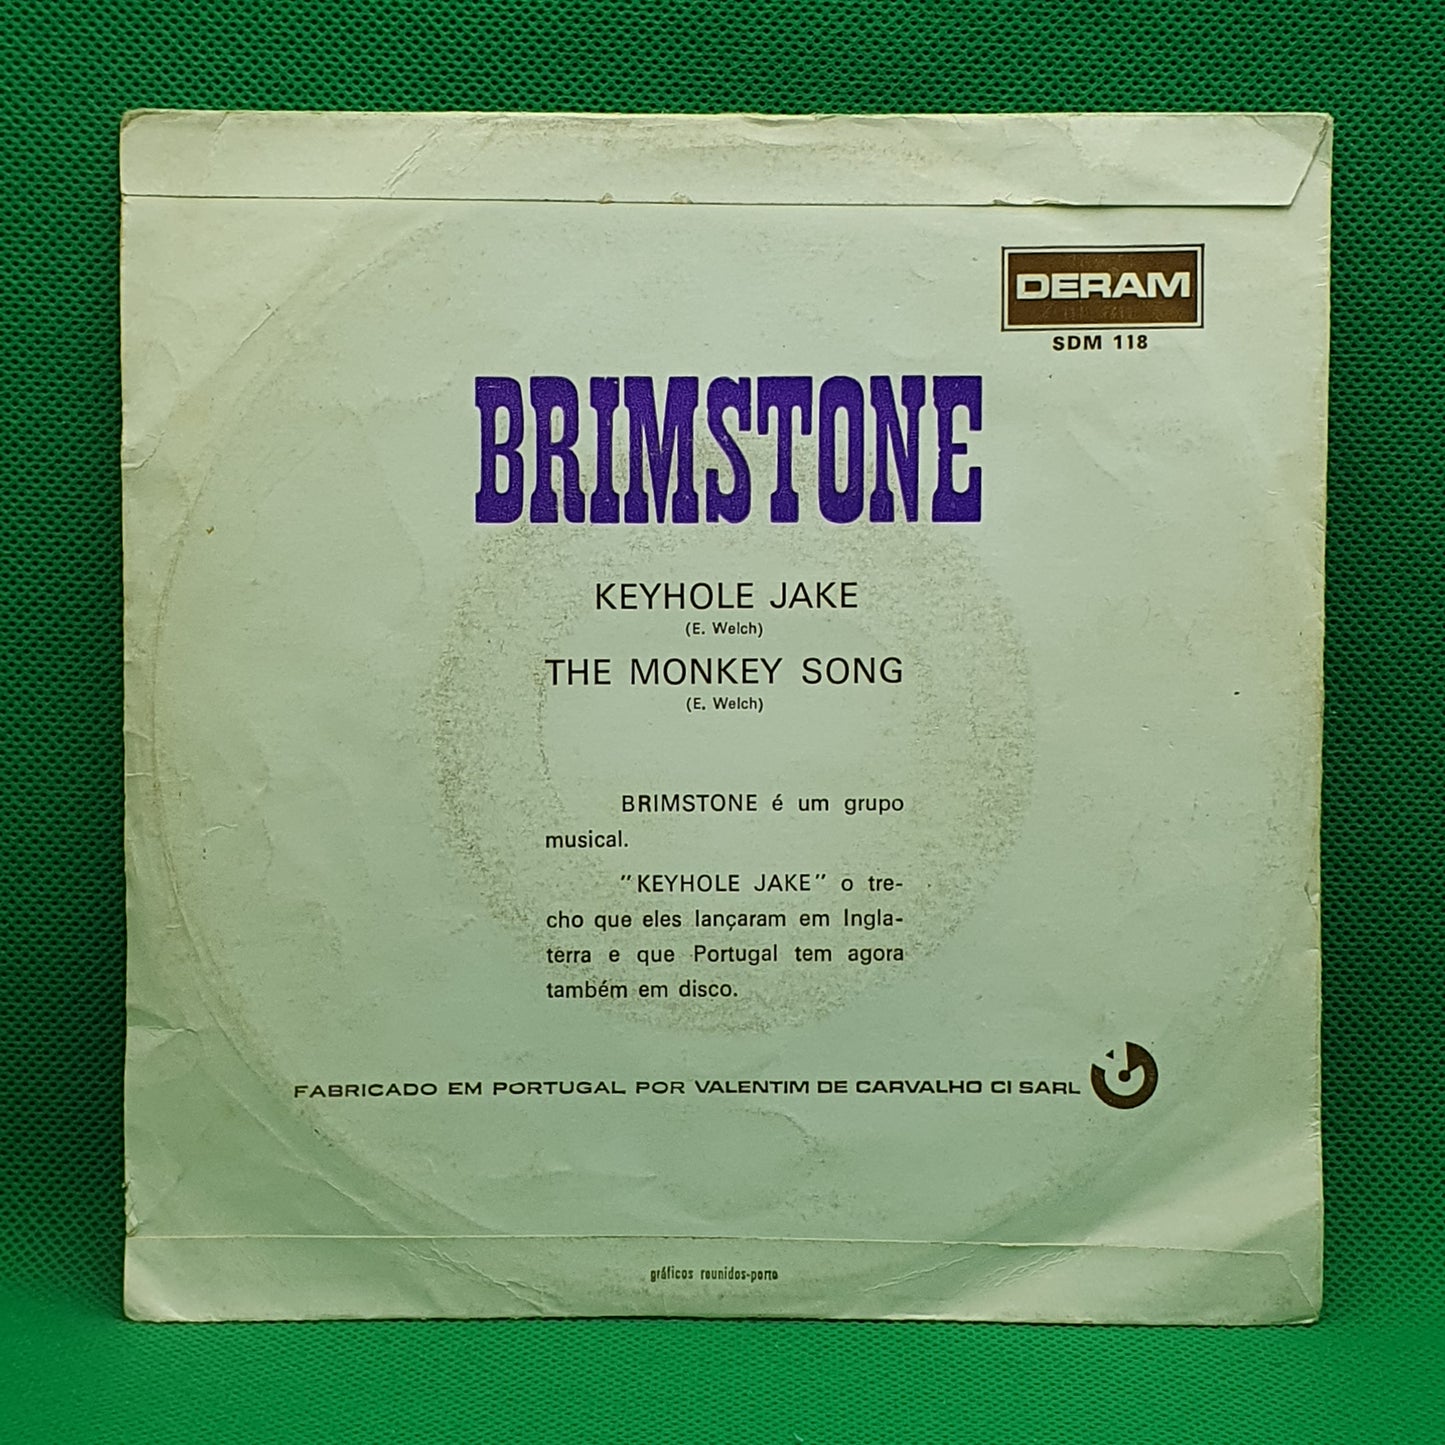 DERAM
SDM 118
BRIMSTONE
KEYHOLE JAKE
(E. Welch)
THE MONKEY SONG
(E. Welch)
BRIMSTONE é um grupo
musical.
"KEYHOLE JAKE" o tre-
cho que eles lançaram em Ingla-
terra e que Portugal tem agora
também em disco.
FABRICADO EM PORTUGAL POR VALENTIM DE CARVALHO CI SARL
gráficos reunidos-porto